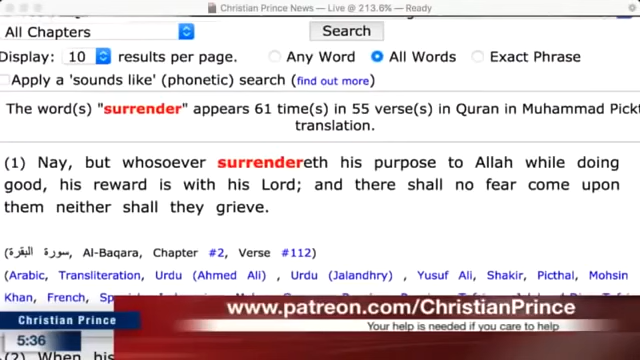 Christian Prince News — Live @ 213.6% — Ready
All Chapters
Search
Display: 10 results per page. Any Word All Words Exact Phrase
Apply a 'sounds like' (phonetic) search (find out more)
The word(s) "surrender" appears 61 time(s) in 55 verse(s) in Quran in Muhammad Pickt
translation.
(1) Nay, but whosoever surrendereth his purpose to Allah while doing
good, his reward is with his Lord; and there shall no fear come upon
them neither shall they grieve.
(سورة البقرة, Al-Baqara, Chapter #2, Verse #112)
(Arabic, Transliteration, Urdu (Ahmed Ali) , Urdu (Jalandhry) , Yusuf Ali, Shakir, Picthal, Mohsin
Khan, French,
www.patreon.com/ChristianPrince
Christian Prince
Your help is needed if you care to help
5:36
(2) When his